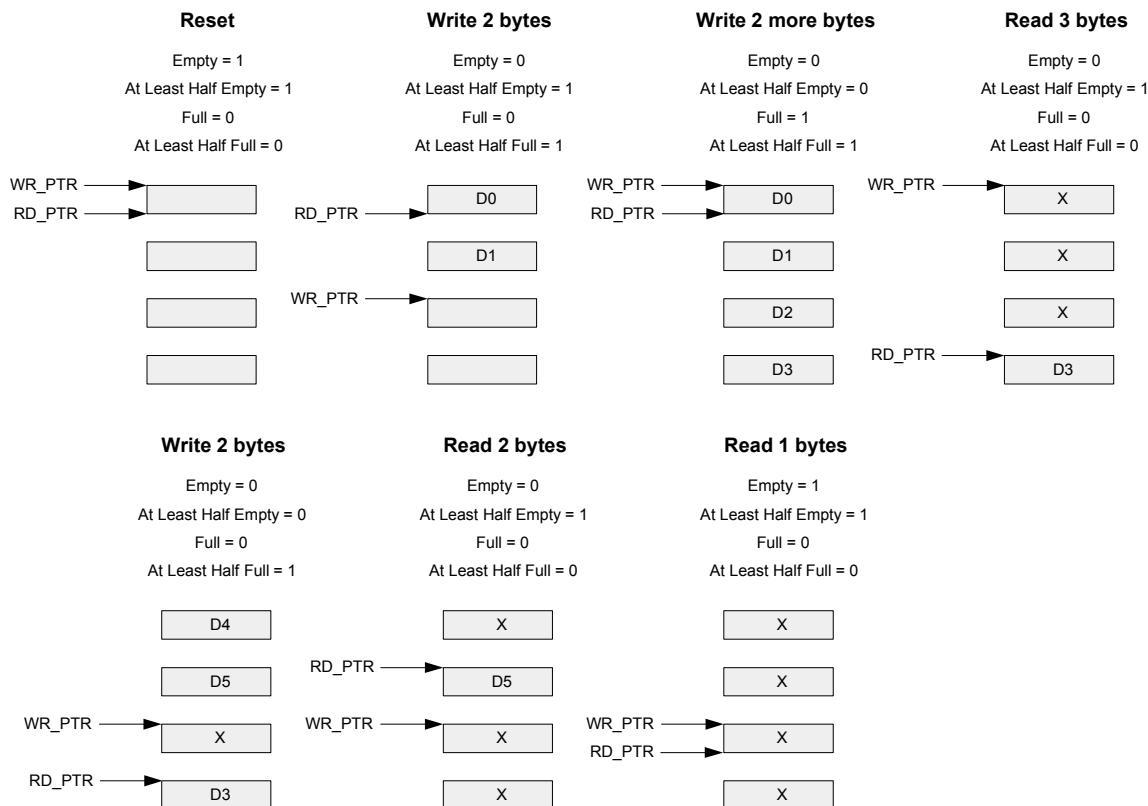 Reset
Empty = 1
At Least Half Empty = 1
Full = 0
At Least Half Full = 0
WR_PTR
RD_PTR
Write 2 bytes
Empty = 0
At Least Half Empty = 1
Full = 0
At Least Half Full = 1
D0
RD_PTR
D1
WR_PTR
Write 2 more bytes
Empty = 0
At Least Half Empty = 0
Full = 1
At Least Half Full = 1
WR_PTR
D0
RD_PTR
D1
D2
D3
Read 3 bytes
Empty = 0
At Least Half Empty = 1
Full = 0
At Least Half Full = 0
WR_PTR
X
X
X
RD_PTR
D3
Write 2 bytes
Empty = 0
At Least Half Empty = 0
Full = 0
At Least Half Full = 1
D4
D5
WR_PTR
X
RD_PTR
D3
Read 2 bytes
Empty = 0
At Least Half Empty = 1
Full = 0
At Least Half Full = 0
X
RD_PTR
D5
WR_PTR
X
X
Read 1 bytes
Empty = 1
At Least Half Empty = 1
Full = 0
At Least Half Full = 0
X
X
WR_PTR
X
RD_PTR
X